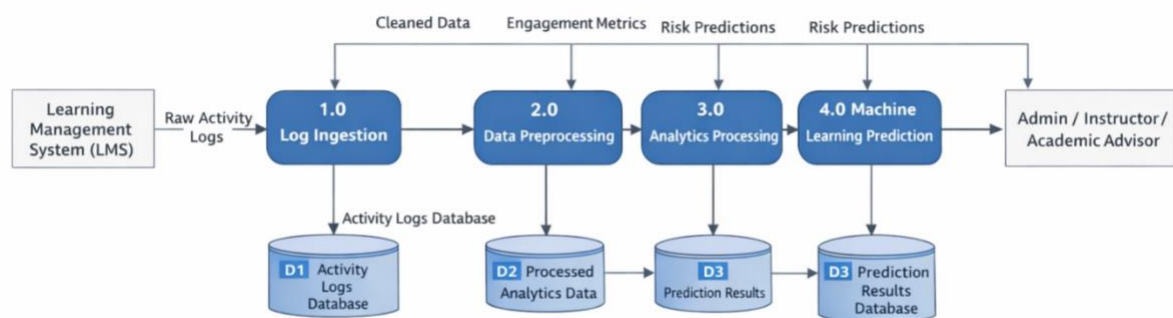 Cleaned Data
Engagement Metrics
Risk Predictions
Risk Predictions
Learning
Management
System (LMS)
Raw Activity
Logs
1.0
Log Ingestion
2.0
Data Preprocessing
3.0
Analytics Processing
4.0 Machine
Learning Prediction
Admin / Instructor/
Academic Advisor
Activity Logs Database
D1 Activity
Logs
Database
D2 Processed
Analytics Data
D3
Prediction Results
D3 Prediction
Results
Database